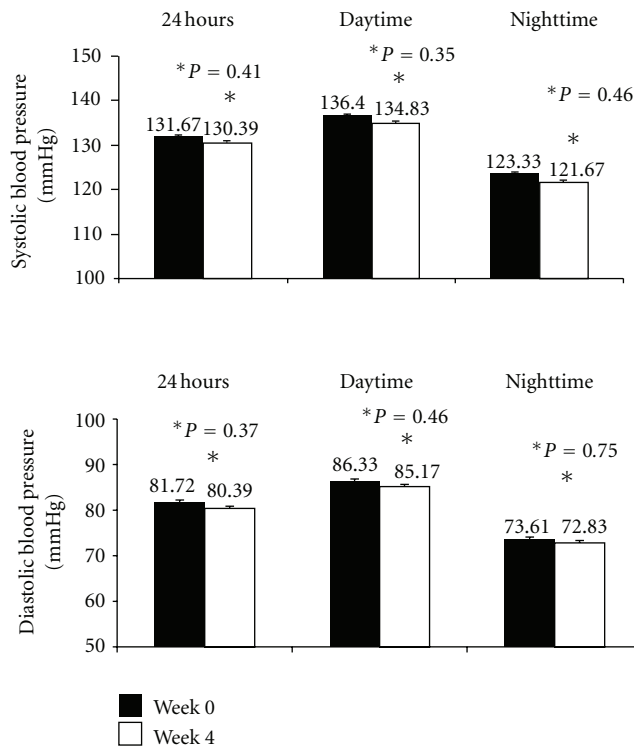 24 hours Daytime Nighttime
150
140
130
120
110
100
Systolic blood pressure
(mmHg)
*P = 0.41
*
131.67 130.39
*P = 0.35
*
136.4 134.83
*P = 0.46
*
123.33 121.67
24 hours Daytime Nighttime
100
90
80
70
60
50
Diastolic blood pressure
(mmHg)
*P = 0.37
*
81.72 80.39
*P = 0.46
*
86.33 85.17
*P = 0.75
*
73.61 72.83
Week 0
Week 4